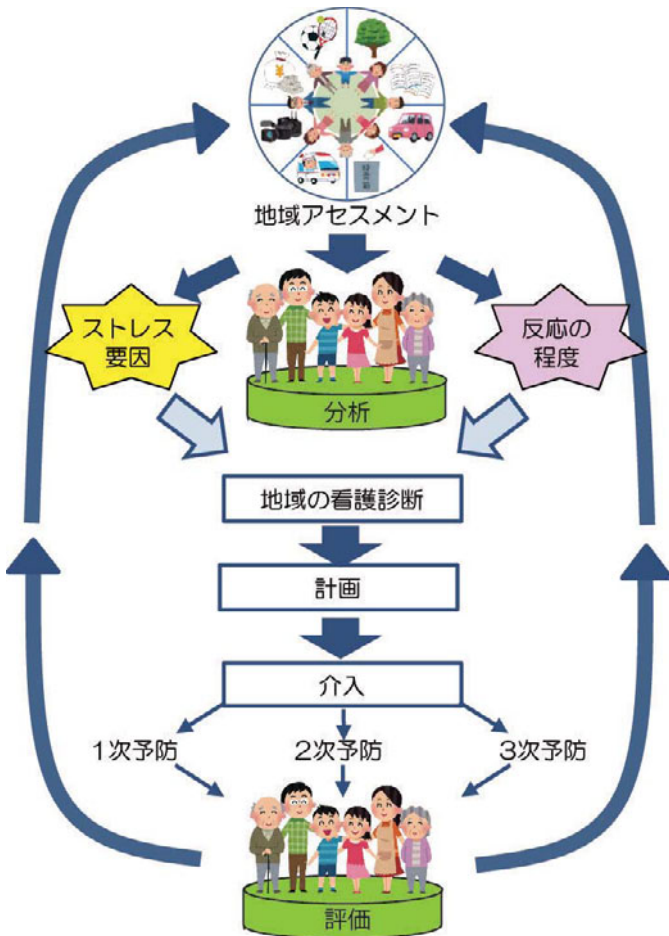 地域アセスメント
ストレス
要因
反応の
程度
分析
地域の看護診断
計画
介入
1次予防
2次予防
3次予防
評価